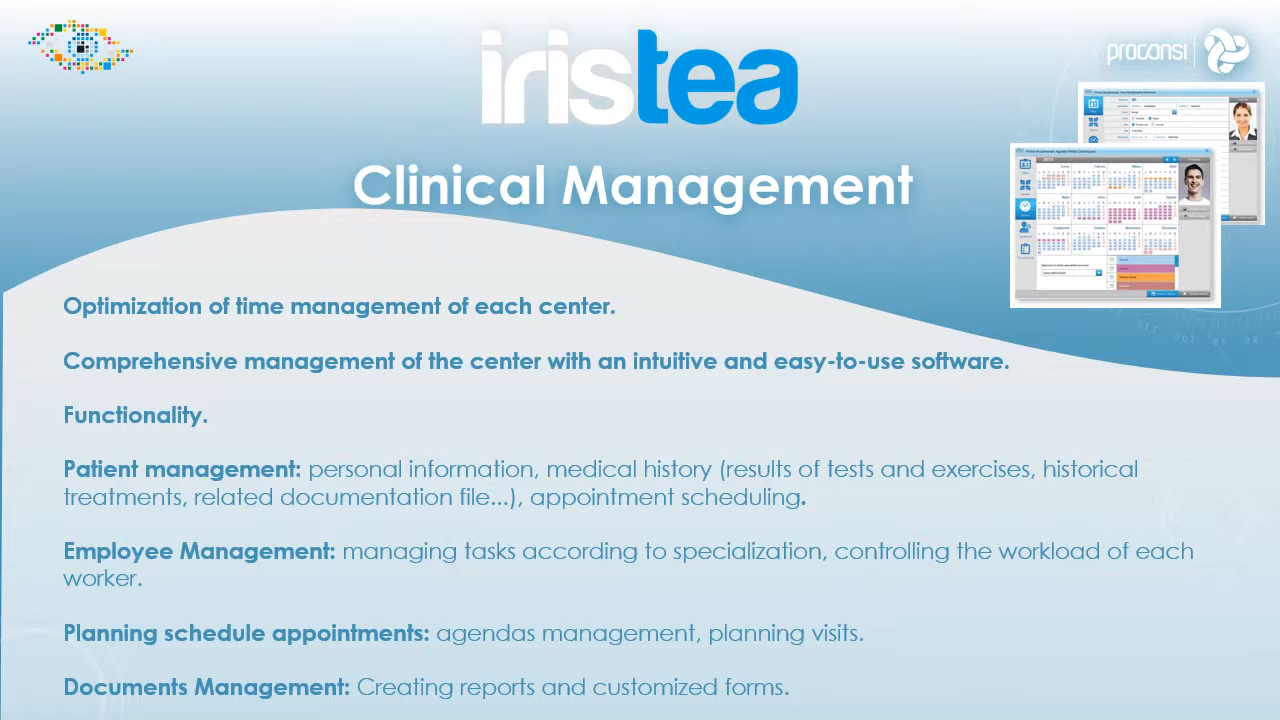 iristea
proconsi
Clinical Management
2013
Optimization of time management of each center.
Comprehensive management of the center with an intuitive and easy-to-use software.
Functionality.
Patient management: personal information, medical history (results of tests and exercises, historical
treatments, related documentation file...), appointment scheduling.
Employee Management: managing tasks according to specialization, controlling the workload of each
worker.
Planning schedule appointments: agendas management, planning visits.
Documents Management: Creating reports and customized forms.